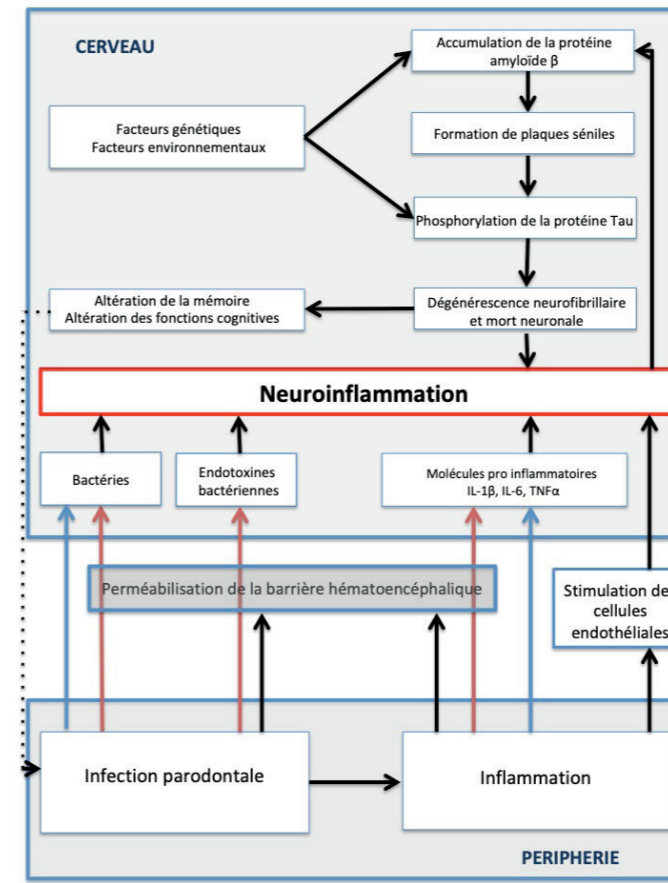 CERVEAU
Accumulation de la protéine
amyloïde β
Facteurs génétiques
Facteurs environnementaux
Formation de plaques séniles
Phosphorylation de la protéine Tau
Altération de la mémoire
Altération des fonctions cognitives
Dégénérescence neurofibrillaire
et mort neuronale
Neuroinflammation
Bactéries
Endotoxines
bactériennes
Molécules pro inflammatoires
IL-1β, IL-6, TNFα
Perméabilisation de la barrière hématoencéphalique
Stimulation de
cellules
endothéliales
Infection parodontale
Inflammation
PERIPHERIE